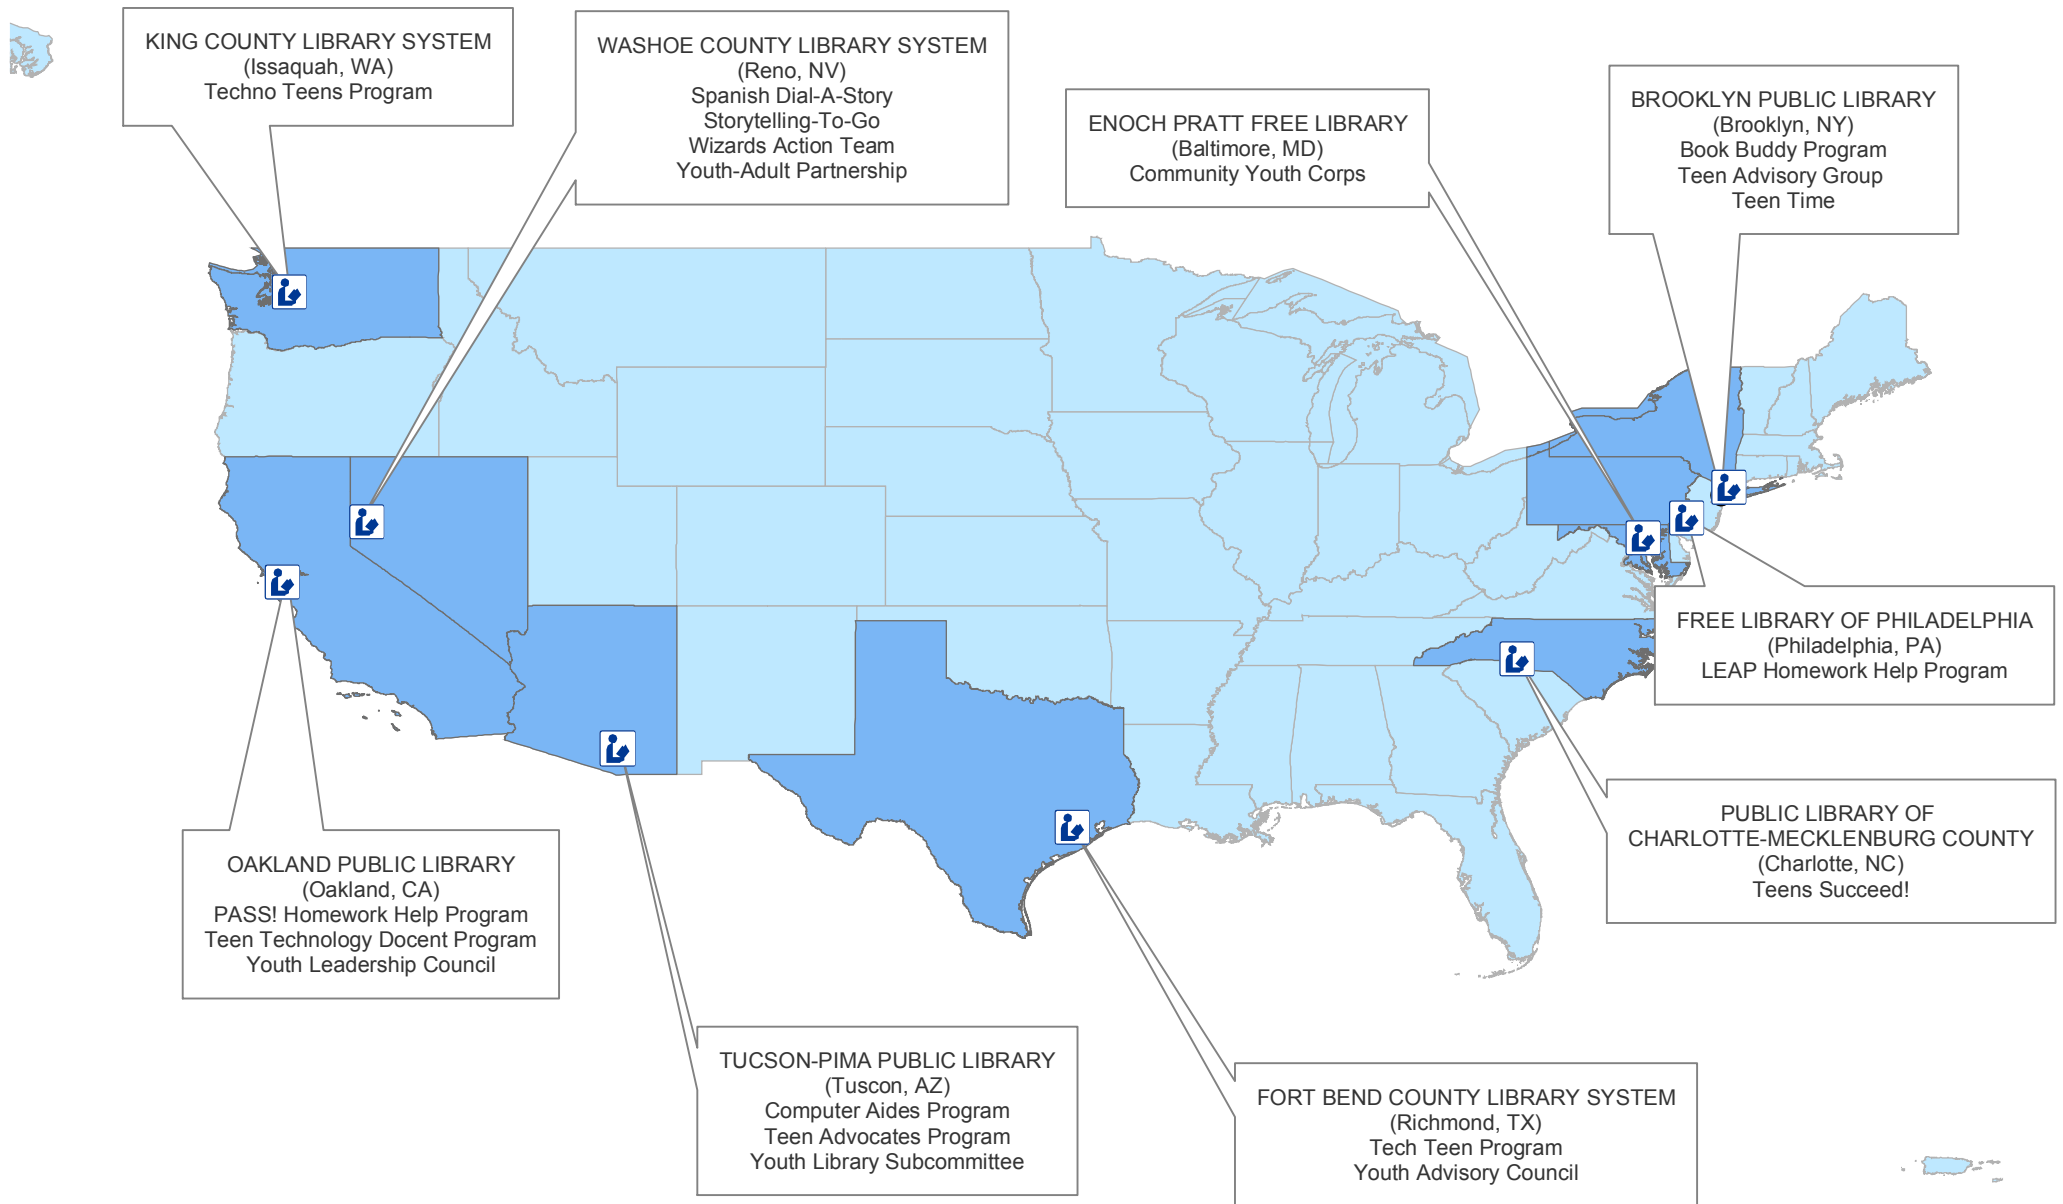 KING COUNTY LIBRARY SYSTEM
(Issaquah, WA)
Techno Teens Program
WASHOE COUNTY LIBRARY SYSTEM
(Reno, NV)
Spanish Dial-A-Story
Storytelling-To-Go
Wizards Action Team
Youth-Adult Partnership
ENOCH PRATT FREE LIBRARY
(Baltimore, MD)
Community Youth Corps
BROOKLYN PUBLIC LIBRARY
(Brooklyn, NY)
Book Buddy Program
Teen Advisory Group
Teen Time
FREE LIBRARY OF PHILADELPHIA
(Philadelphia, PA)
LEAP Homework Help Program
PUBLIC LIBRARY OF
CHARLOTTE-MECKLENBURG COUNTY
(Charlotte, NC)
Teens Succeed!
OAKLAND PUBLIC LIBRARY
(Oakland, CA)
PASS! Homework Help Program
Teen Technology Docent Program
Youth Leadership Council
TUCSON-PIMA PUBLIC LIBRARY
(Tuscon, AZ)
Computer Aides Program
Teen Advocates Program
Youth Library Subcommittee
FORT BEND COUNTY LIBRARY SYSTEM
(Richmond, TX)
Tech Teen Program
Youth Advisory Council